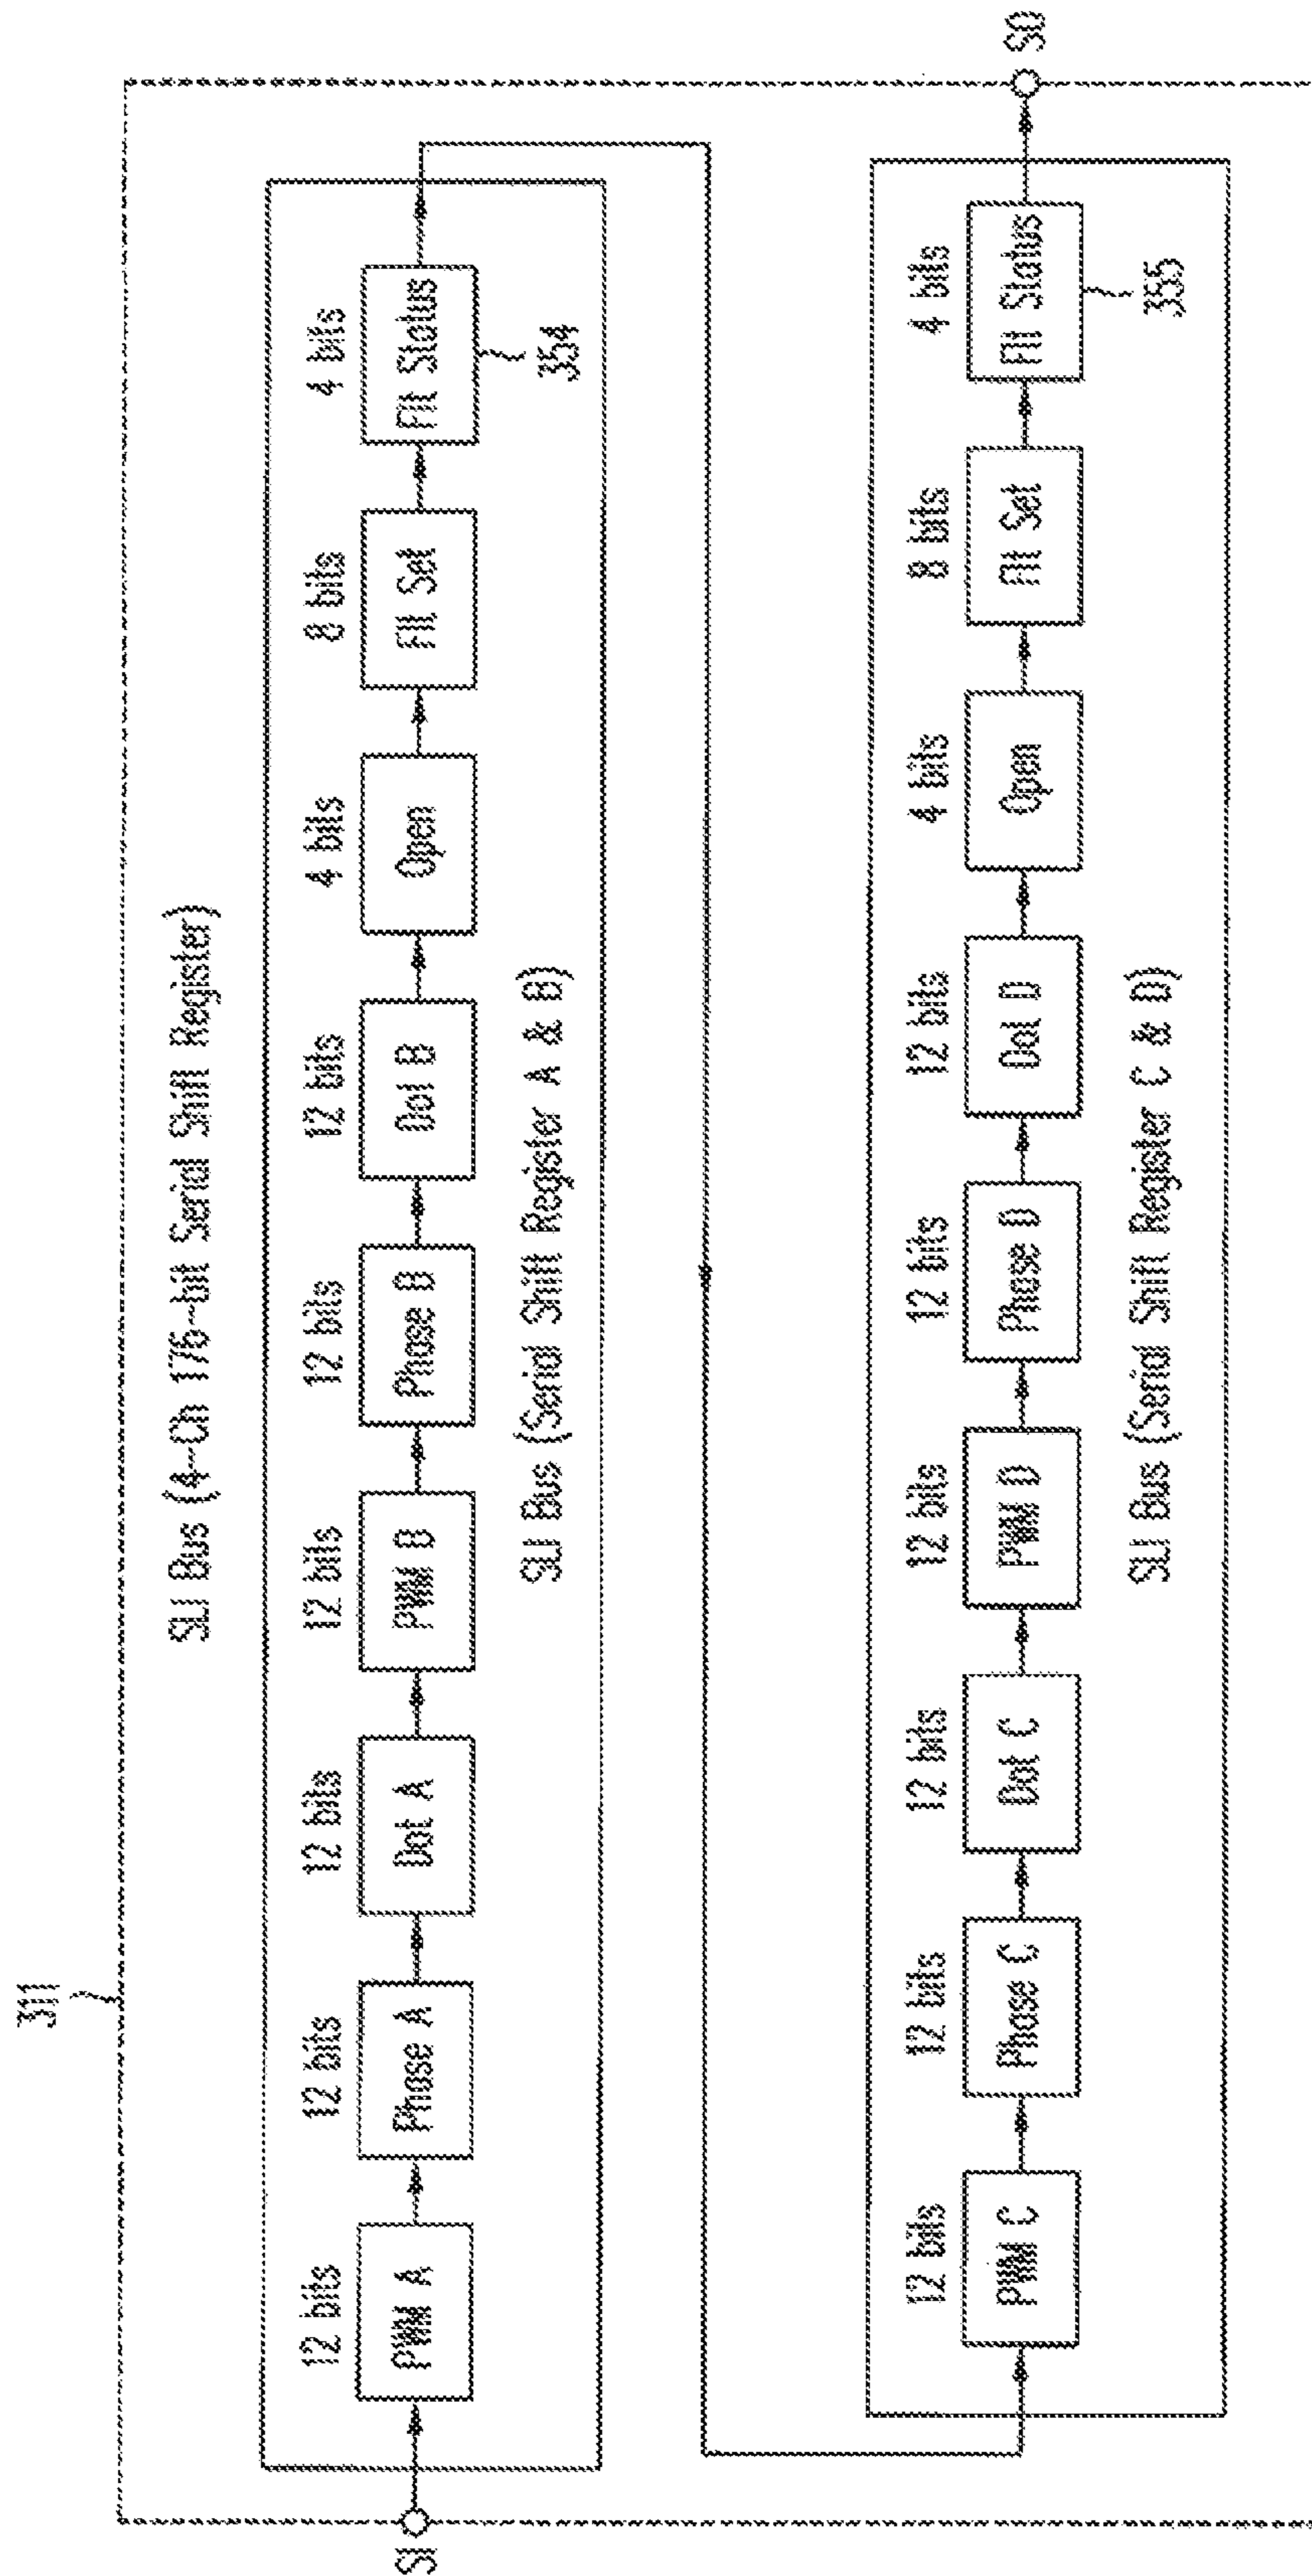 311
SLI Bus (4-Ch 176-bit Serial Shift Register)
12 bits
12 bits
12 bits
12 bits
12 bits
12 bits
4 bits
8 bits
4 bits
SI
PWM A
Phase A
Dot A
PWM B
Phase B
Dot B
Open
Flt Set
Flt Status
354
SLI Bus (Serial Shift Register A & B)
12 bits
12 bits
12 bits
12 bits
12 bits
12 bits
4 bits
8 bits
4 bits
PWM C
Phase C
Dot C
PWM D
Phase D
Dot D
Open
Flt Set
Flt Status
SO
355
SLI Bus (Serial Shift Register C & D)